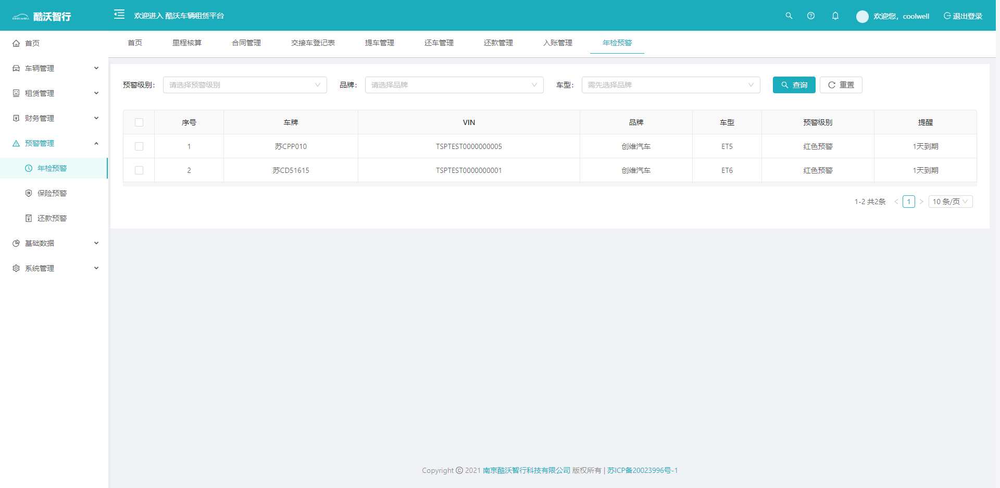 COOLWELL 酷沃智行
欢迎进入 酷沃车辆租赁平台
欢迎您，coolwell
退出登录
首页
车辆管理
租赁管理
财务管理
预警管理
年检预警
保险预警
还款预警
基础数据
系统管理
首页 里程核算 合同管理 交接车登记表 提车管理 还车管理 还款管理 入账管理 年检预警
预警级别： 请选择预警级别 品牌： 请选择品牌 车型： 需先选择品牌 查询 重置
序号 车牌 VIN 品牌 车型 预警级别 提醒
1 苏CPP010 TSPTEST0000000005 创维汽车 ET5 红色预警 1天到期
2 苏CD51615 TSPTEST0000000001 创维汽车 ET6 红色预警 1天到期
1-2 共2条 < 1 > 10 条/页
Copyright © 2021 南京酷沃智行科技有限公司 版权所有 | 苏ICP备20023996号-1